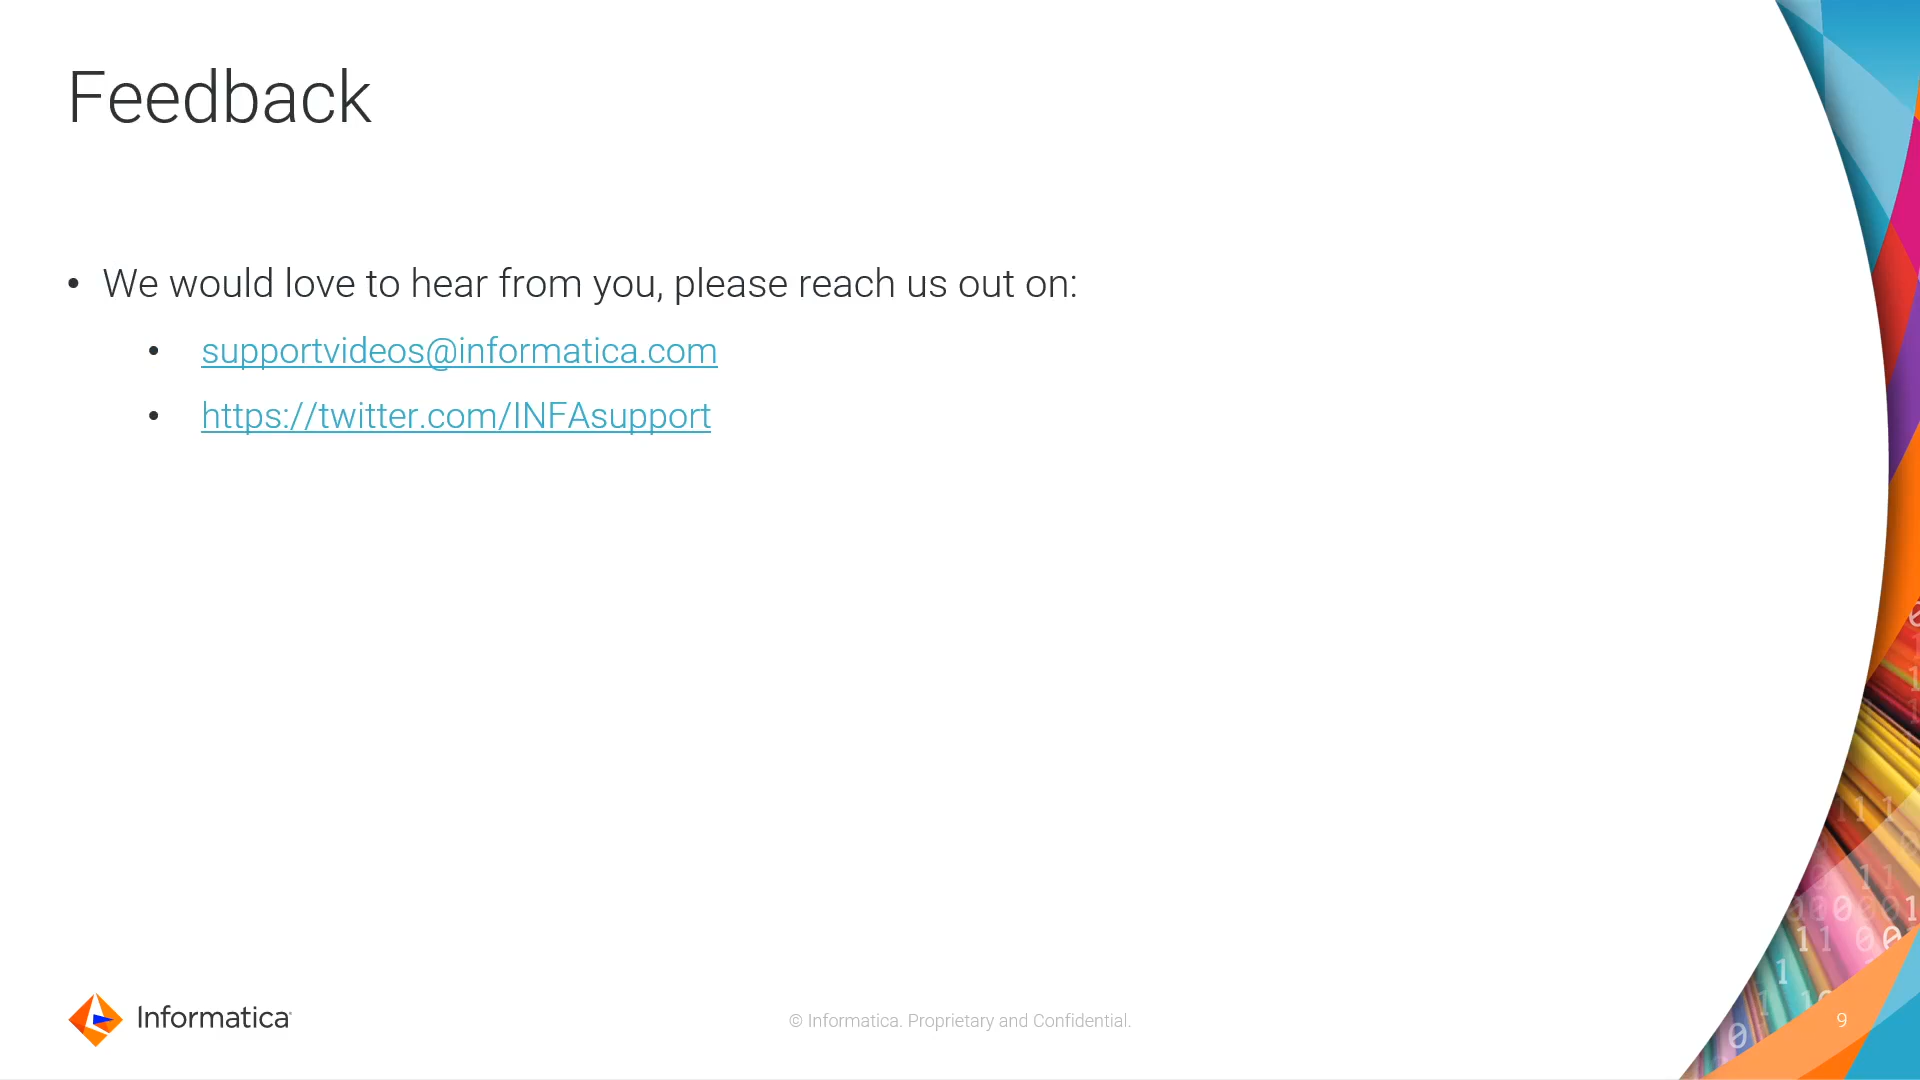 Feedback
• We would love to hear from you, please reach us out on:
• supportvideos@informatica.com
• https://twitter.com/INFAsupport
Informatica
© Informatica. Proprietary and Confidential.
9